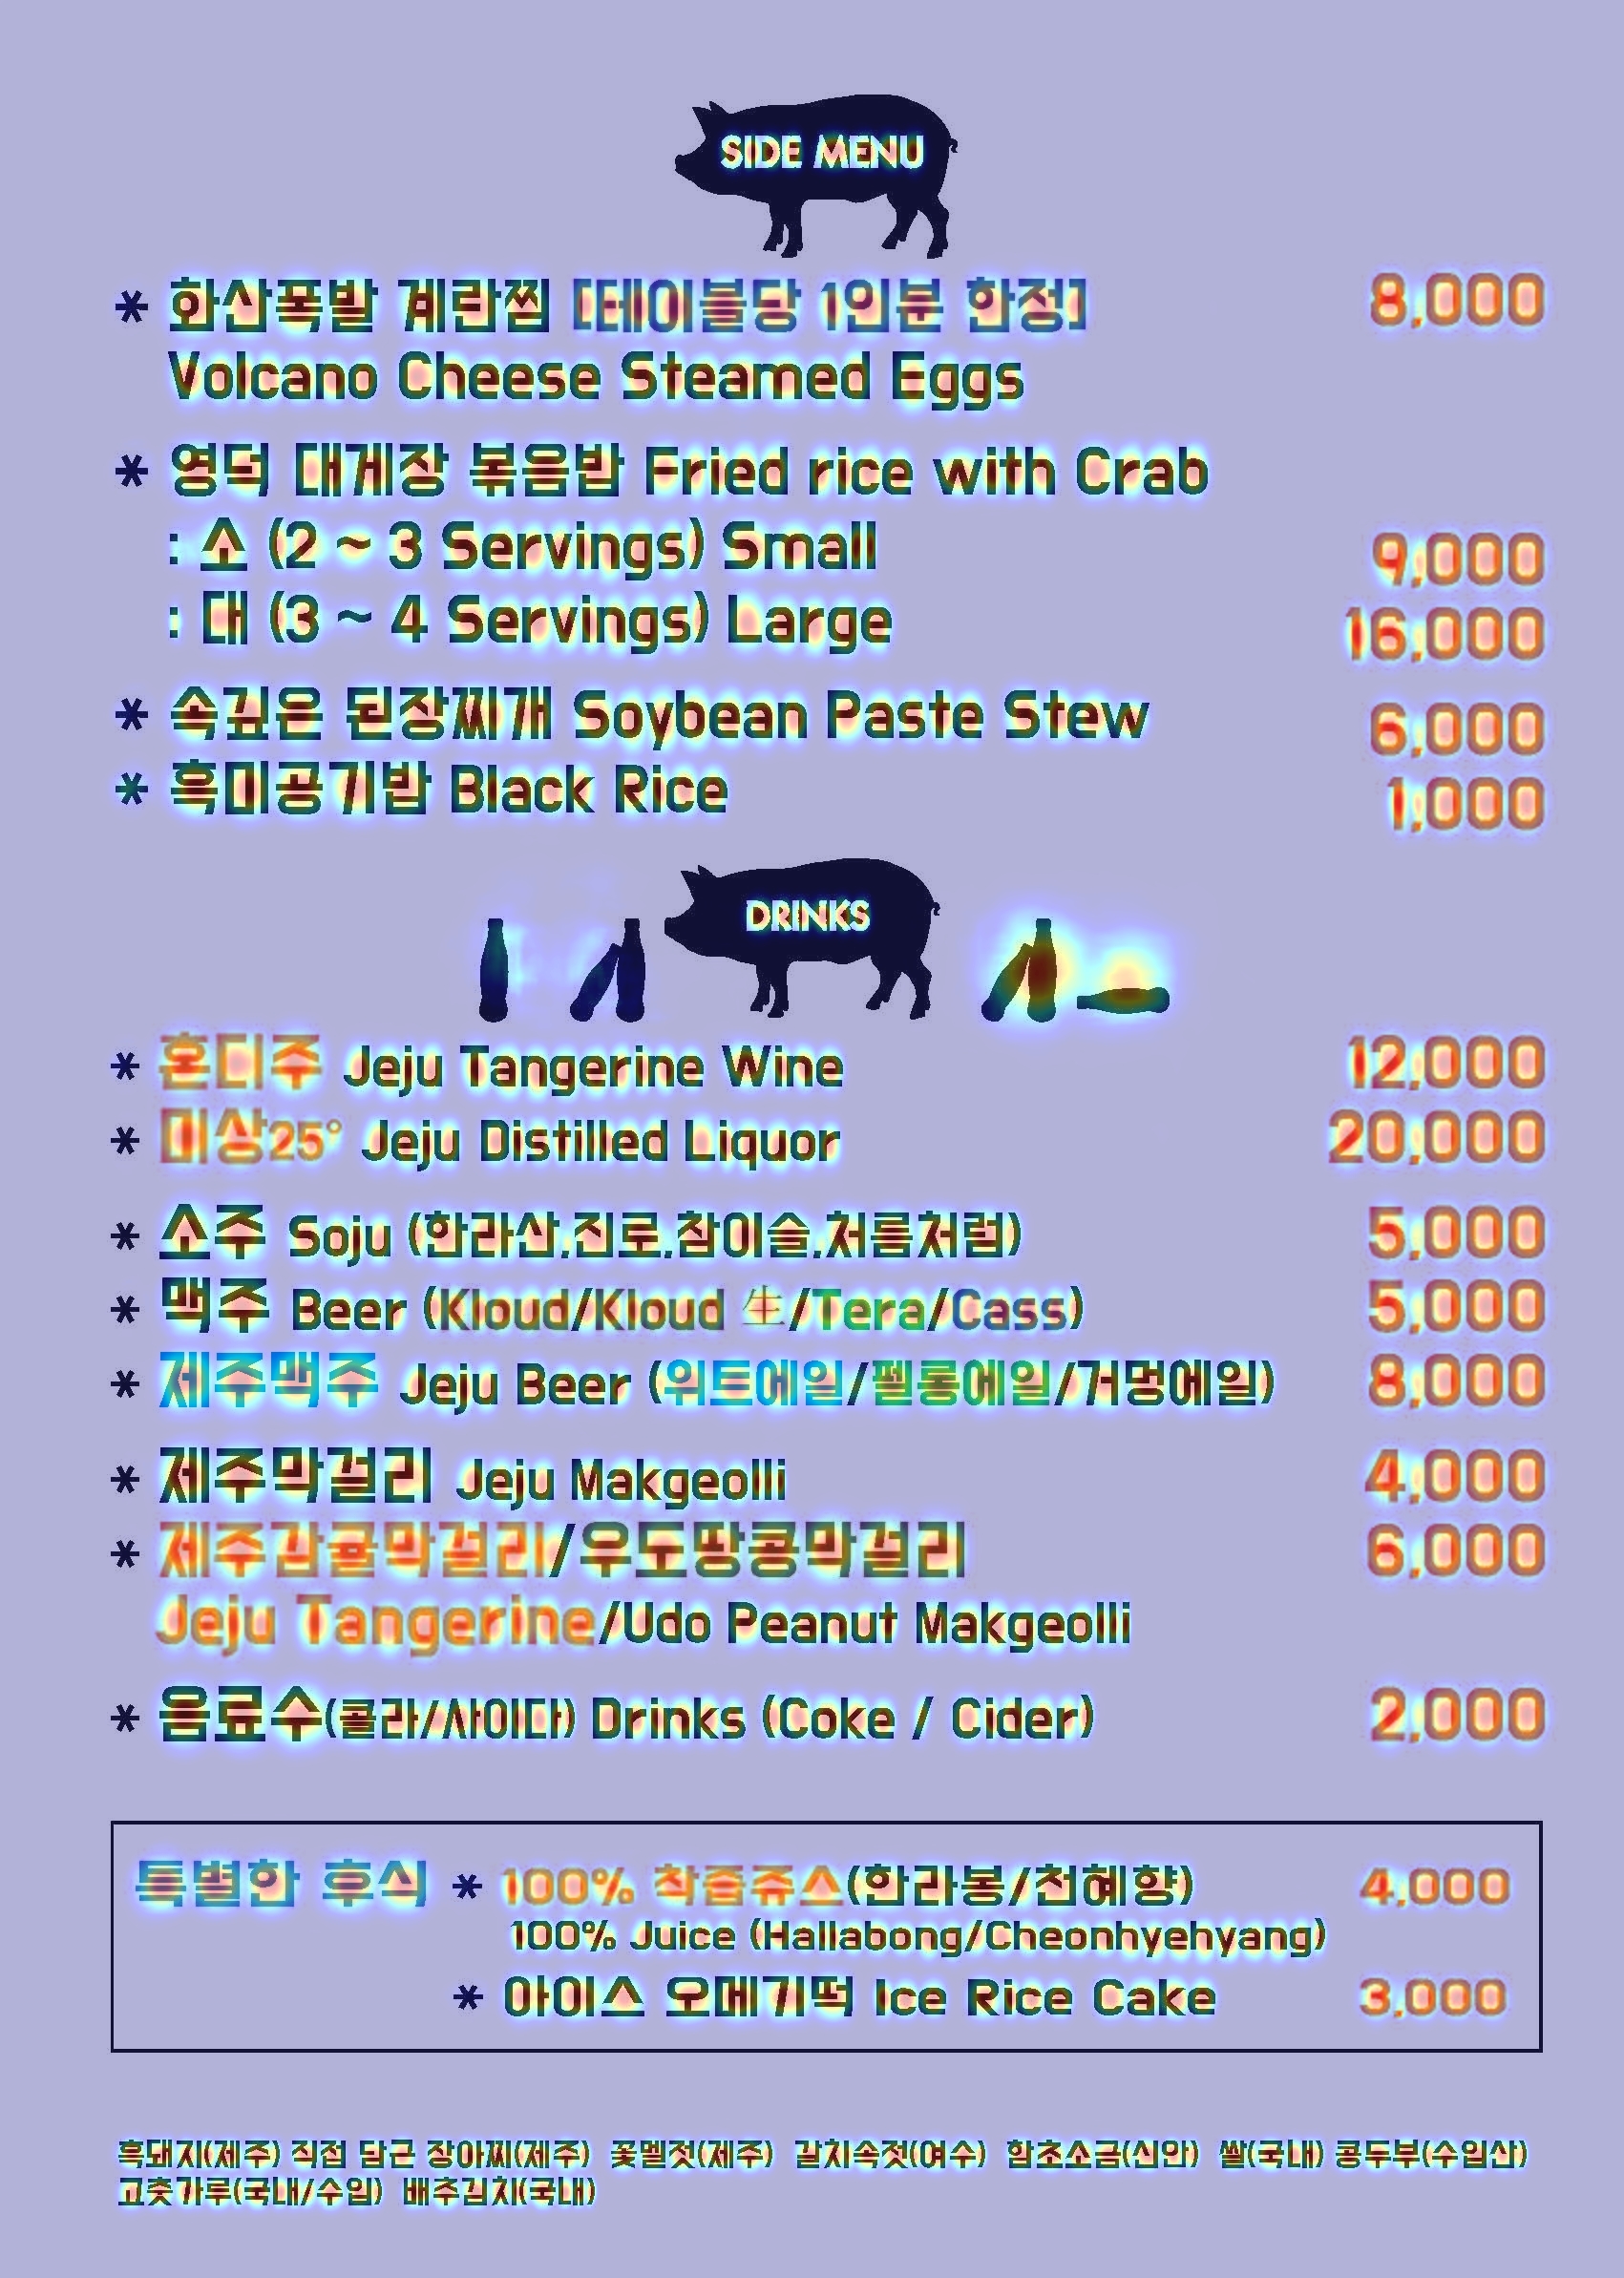 SIDE MENU
* 화산폭발 계란찜 [테이블당 1인분 한정] 8,000
Volcano Cheese Steamed Eggs
* 영덕 대게장 볶음밥 Fried rice with Crab
: 소 (2 ~ 3 Servings) Small 9,000
: 대 (3 ~ 4 Servings) Large 16,000
* 속깊은 된장찌개 Soybean Paste Stew 6,000
* 흑미공기밥 Black Rice 1,000
DRINKS
* 혼디주 Jeju Tangerine Wine 12,000
* 미상25° Jeju Distilled Liquor 20,000
* 소주 Soju (한라산,진로,참이슬,처름처럼) 5,000
* 맥주 Beer (Kloud/Kloud 生/Tera/Cass) 5,000
* 제주맥주 Jeju Beer (위트에일/펠롱에일/거멍에일) 8,000
* 제주막걸리 Jeju Makgeolli 4,000
* 제주감귤막걸리/우도땅콩막걸리 6,000
Jeju Tangerine/Udo Peanut Makgeolli
* 음료수(콜라/사이다) Drinks (Coke / Cider) 2,000
특별한 후식 * 100% 착즙쥬스(한라봉/천혜향) 4,000
100% Juice (Hallabong/Cheonhyehyang)
* 아이스 오메기떡 Ice Rice Cake 3,000
흑돼지(제주) 직접 담근 장아찌(제주) 꽃멜젓(제주) 갈치속젓(여수) 함초소금(신안) 쌀(국내) 콩두부(수입산)
고춧가루(국내/수입) 배추김치(국내)